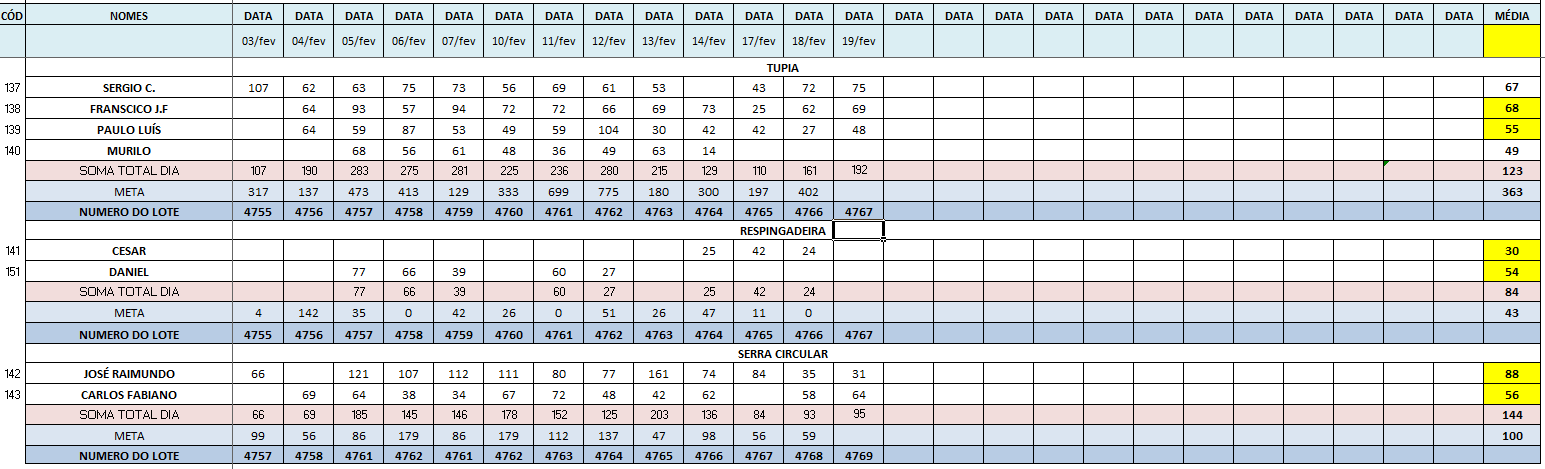 CÓD NOMES DATA DATA DATA DATA DATA DATA DATA DATA DATA DATA DATA DATA DATA DATA DATA DATA DATA DATA DATA DATA DATA DATA DATA DATA DATA MÉDIA
03/fev 04/fev 05/fev 06/fev 07/fev 10/fev 11/fev 12/fev 13/fev 14/fev 17/fev 18/fev 19/fev
TUPIA
137 SERGIO C. 107 62 63 75 73 56 69 61 53 43 72 75 67
138 FRANSCICO J.F 64 93 57 94 72 72 66 69 73 25 62 69 68
139 PAULO LUÍS 64 59 87 53 49 59 104 30 42 42 27 48 55
140 MURILO 68 56 61 48 36 49 63 14 49
SOMA TOTAL DIA 107 190 283 275 281 225 236 280 215 129 110 161 192 123
META 317 137 473 413 129 333 699 775 180 300 197 402 363
NUMERO DO LOTE 4755 4756 4757 4758 4759 4760 4761 4762 4763 4764 4765 4766 4767
RESPINGADEIRA
141 CESAR 25 42 24 30
151 DANIEL 77 66 39 60 27 54
SOMA TOTAL DIA 77 66 39 60 27 25 42 24 84
META 4 142 35 0 42 26 0 51 26 47 11 0 43
NUMERO DO LOTE 4755 4756 4757 4758 4759 4760 4761 4762 4763 4764 4765 4766 4767
SERRA CIRCULAR
142 JOSÉ RAIMUNDO 66 121 107 112 111 80 77 161 74 84 35 31 88
143 CARLOS FABIANO 69 64 38 34 67 72 48 42 62 58 64 56
SOMA TOTAL DIA 66 69 185 145 146 178 152 125 203 136 84 93 95 144
META 99 56 86 179 86 179 112 137 47 98 56 59 100
NUMERO DO LOTE 4757 4758 4761 4762 4761 4762 4763 4764 4765 4766 4767 4768 4769